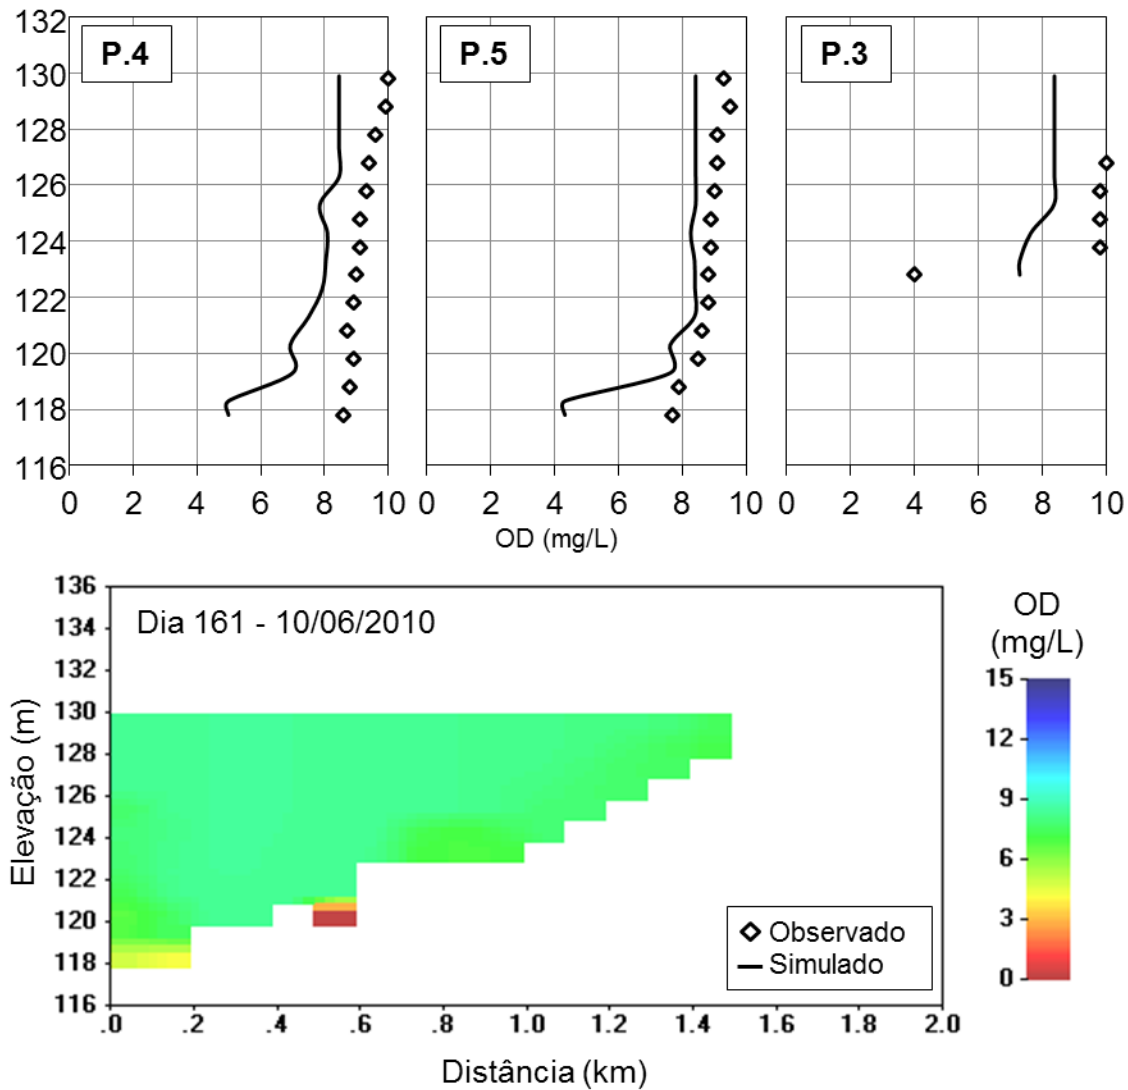 P.4 P.5 P.3
132
130
128
126
124
122
120
118
116
0 2 4 6 8 10 0 2 4 6 8 10 0 2 4 6 8 10
OD (mg/L)
Dia 161 - 10/06/2010
Elevação (m)
136
134
132
130
128
126
124
122
120
118
116
.0 .2 .4 .6 .8 1.0 1.2 1.4 1.6 1.8 2.0
Distância (km)
Observado
Simulado
OD
(mg/L)
15
12
9
6
3
0